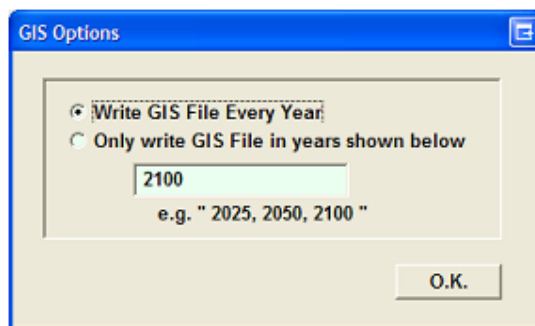 GIS Options
Write GIS File Every Year
Only write GIS File in years shown below
2100
e.g. " 2025, 2050, 2100 "
O.K.